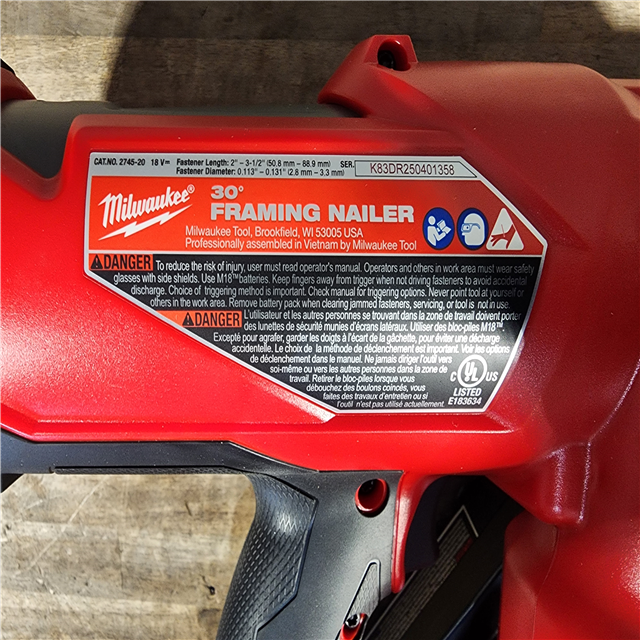 CAT.NO. 2745-20 18 V⎓ Fastener Length: 2" – 3-1/2" (50.8 mm – 88.9 mm) SER.
Fastener Diameter: 0.113" – 0.131" (2.8 mm – 3.3 mm)
K83DR250401358
Milwaukee®
30°
FRAMING NAILER
Milwaukee Tool, Brookfield, WI 53005 USA
Professionally assembled in Vietnam by Milwaukee Tool
DANGER To reduce the risk of injury, user must read operator's manual. Operators and others in work area must wear safety
glasses with side shields. Use M18™ batteries. Keep fingers away from trigger when not driving fasteners to avoid accidental
discharge. Choice of triggering method is important. Check manual for triggering options. Never point tool at yourself or
others in the work area. Remove battery pack when clearing jammed fasteners, servicing, or tool is not in use.
DANGER L'utilisateur et les autres personnes se trouvant dans la zone de travail doivent porter
des lunettes de sécurité munies d'écrans latéraux. Utiliser des bloc-piles M18™.
Excepté pour agrafer, garder les doigts à l'écart de la gâchette, pour éviter une décharge
accidentelle. Le choix de la méthode de déclenchement est important. Voir les options
de déclenchement dans le manuel. Ne jamais diriger l'outil vers
soi-même ou vers les autres personnes dans la zone de
travail. Retirer le bloc-piles lorsque vous
débouchez des boulons coincés, vous
faites des travaux d'entretien ou si
l'outil n'est pas utilisé actuellement.
C UL US
LISTED
E183634